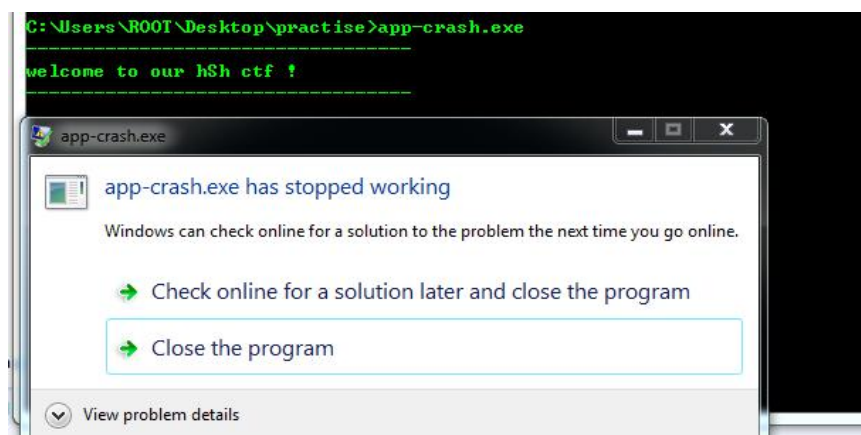 C:\Users\ROOT\Desktop\practise>app-crash.exe
----------------------------------
welcome to our hSh ctf !
----------------------------------
app-crash.exe
app-crash.exe has stopped working
Windows can check online for a solution to the problem the next time you go online.
Check online for a solution later and close the program
Close the program
View problem details